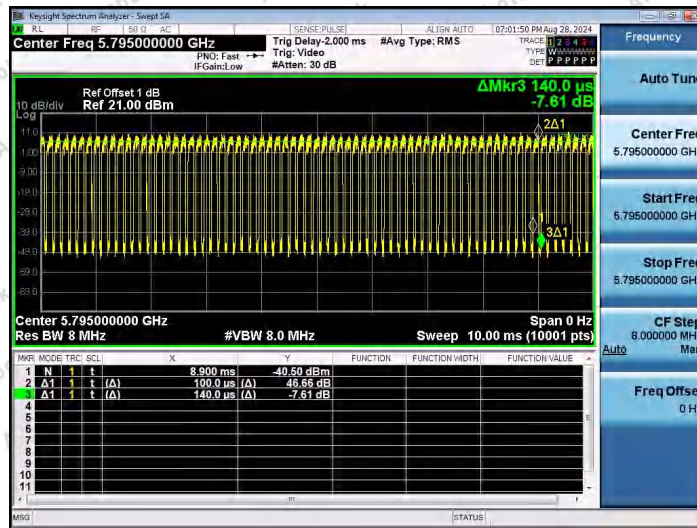 Keysight Spectrum Analyzer - Swept SA
RL RF 50 Ω AC SENSE:PULSE ALIGN AUTO 07:01:50 PM Aug 28, 2024
Center Freq 5.795000000 GHz
PNO: Fast
IFGain:Low
Trig Delay-2.000 ms
Trig: Video
#Atten: 30 dB
#Avg Type: RMS
TRACE 1 2 3 4 5
TYPE W
DET P P P P P P
ΔMkr3 140.0 µs
-7.61 dB
Ref Offset 1 dB
10 dB/div Ref 21.00 dBm
Log
11.0
1.00
-9.00
-19.0
-29.0
-39.0
-49.0
-59.0
-69.0
2Δ1
1
3Δ1
Center 5.795000000 GHz Span 0 Hz
Res BW 8 MHz #VBW 8.0 MHz Sweep 10.00 ms (10001 pts)
MKR MODE TRC SCL X Y FUNCTION FUNCTION WIDTH FUNCTION VALUE
1 N 1 t 8.900 ms -40.50 dBm
2 Δ1 1 t (Δ) 100.0 µs (Δ) 46.66 dB
3 Δ1 1 t (Δ) 140.0 µs (Δ) -7.61 dB
4
5
6
7
8
9
10
11
MSG STATUS
Frequency
Auto Tun
Center Fre
5.795000000 GH
Start Fre
5.795000000 GH
Stop Fre
5.795000000 GH
CF Ste
8.000000 MH
Auto Ma
Freq Offse
0 H